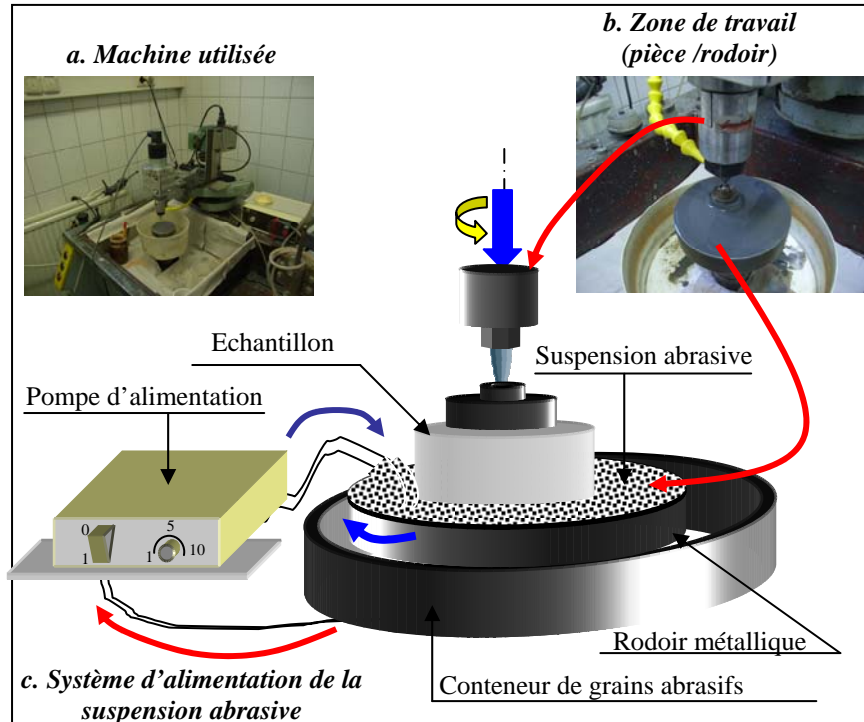 a. Machine utilisée
b. Zone de travail
(pièce /rodoir)
Echantillon
Suspension abrasive
Pompe d’alimentation
0
1
5
1
10
Rodoir métallique
c. Système d’alimentation de la
suspension abrasive
Conteneur de grains abrasifs